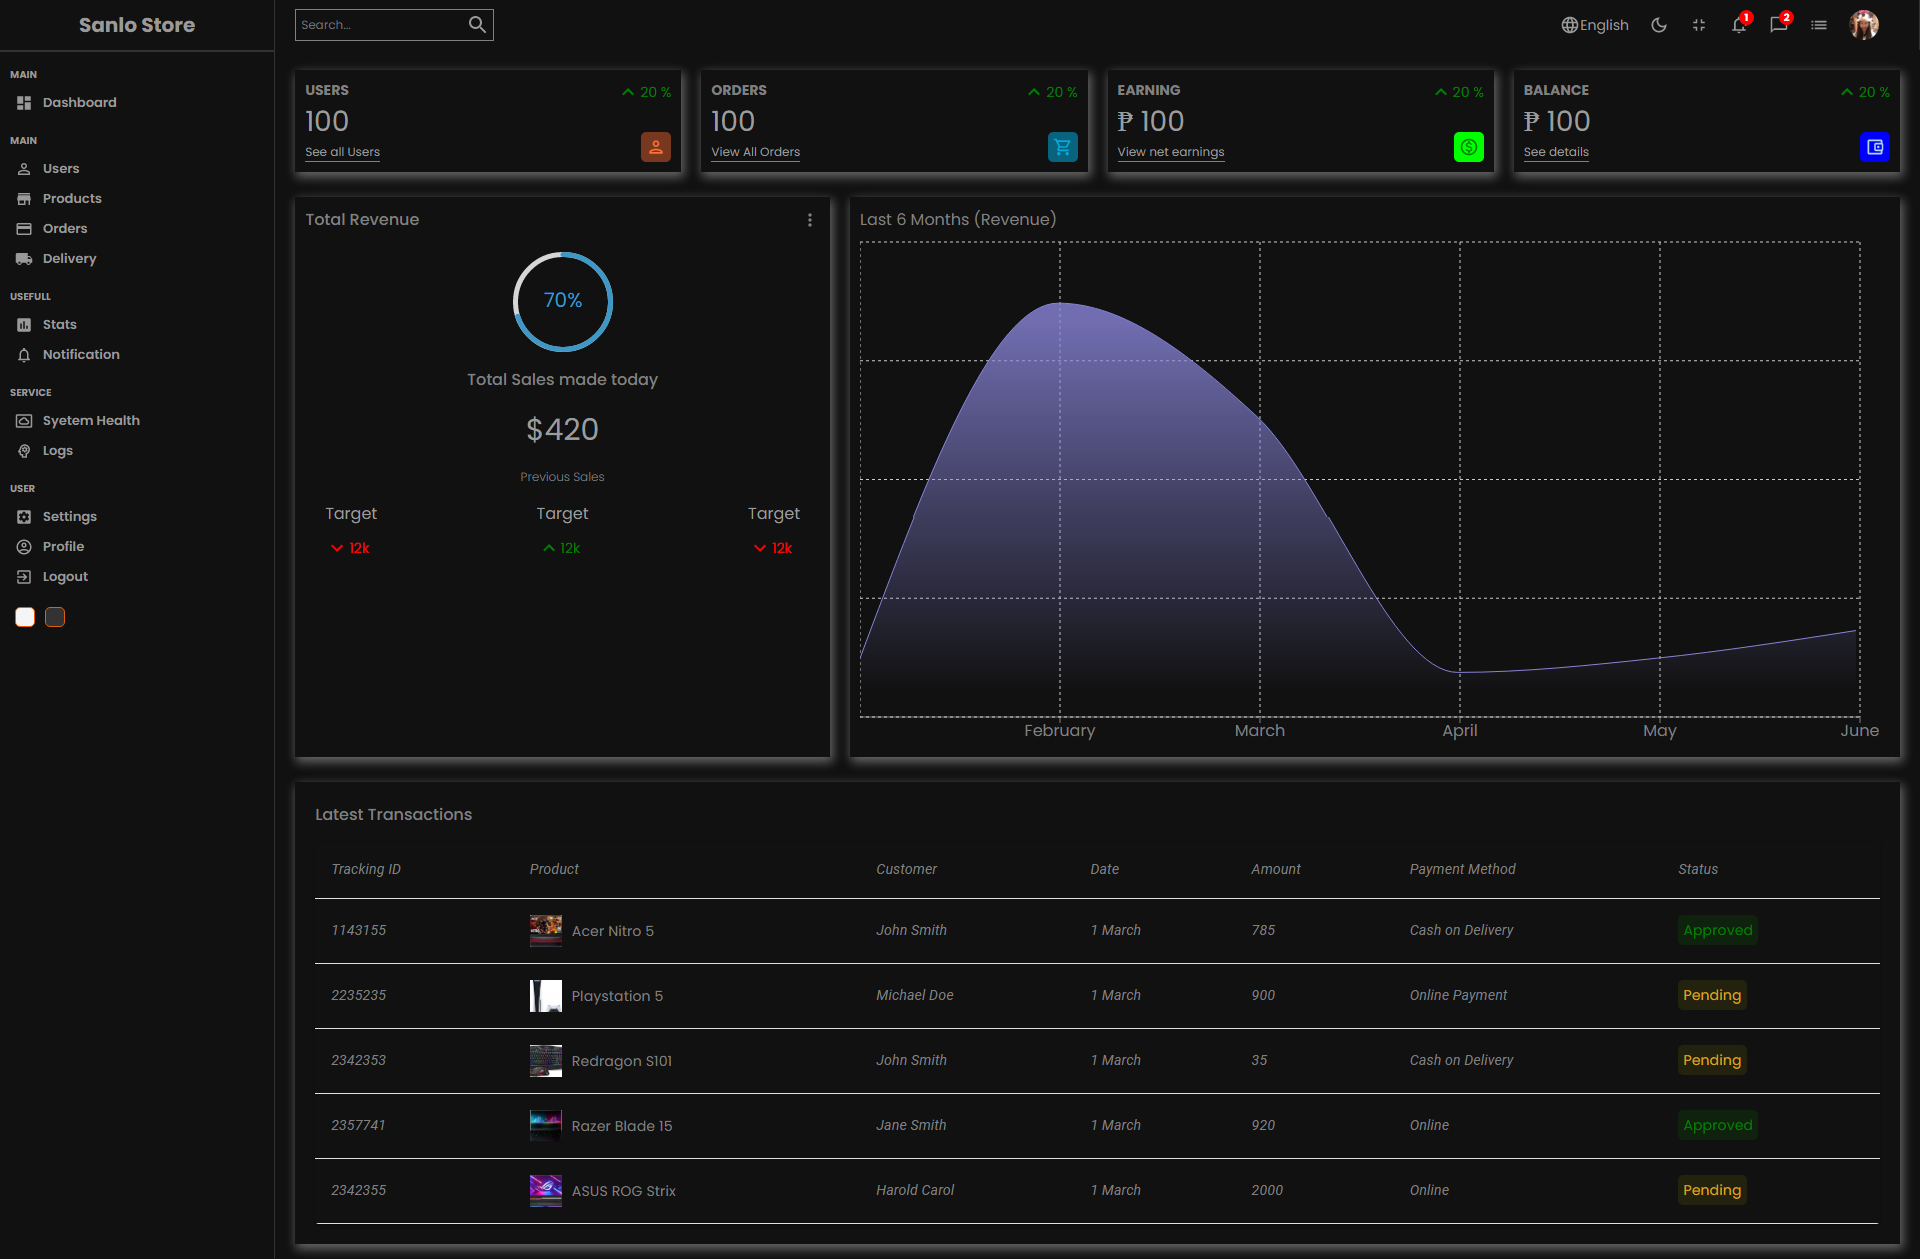 Sanlo Store
Search...
English
1
2
MAIN
Dashboard
MAIN
Users
Products
Orders
Delivery
USEFULL
Stats
Notification
SERVICE
Syetem Health
Logs
USER
Settings
Profile
Logout
USERS
20 %
100
See all Users
ORDERS
20 %
100
View All Orders
EARNING
20 %
₱ 100
View net earnings
BALANCE
20 %
₱ 100
See details
Total Revenue
70%
Total Sales made today
$420
Previous Sales
Target Target Target
12k 12k 12k
Last 6 Months (Revenue)
February March April May June
Latest Transactions
Tracking ID Product Customer Date Amount Payment Method Status
1143155 Acer Nitro 5 John Smith 1 March 785 Cash on Delivery Approved
2235235 Playstation 5 Michael Doe 1 March 900 Online Payment Pending
2342353 Redragon S101 John Smith 1 March 35 Cash on Delivery Pending
2357741 Razer Blade 15 Jane Smith 1 March 920 Online Approved
2342355 ASUS ROG Strix Harold Carol 1 March 2000 Online Pending